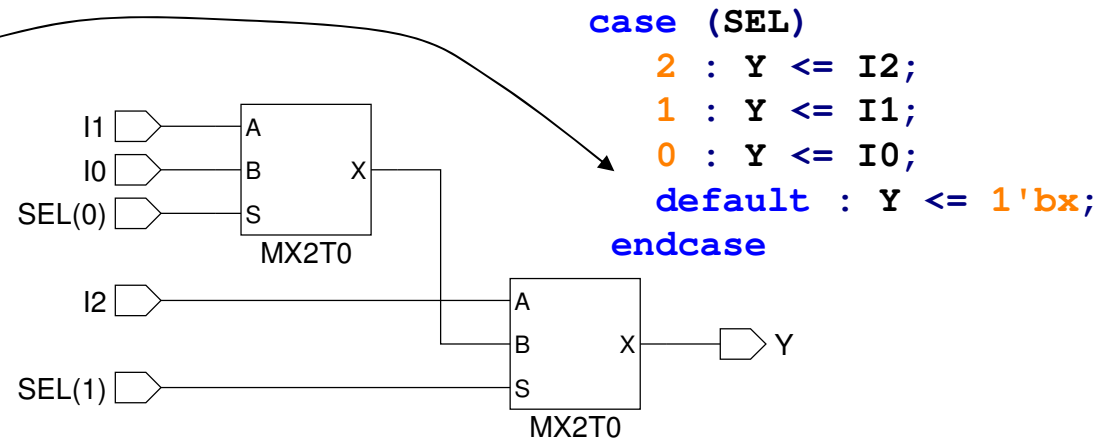 case (SEL)
2 : Y <= I2;
1 : Y <= I1;
0 : Y <= I0;
default : Y <= 1'bx;
endcase
I1
A
I0
B
X
SEL(0)
S
MX2T0
I2
A
B
X
Y
SEL(1)
S
MX2T0